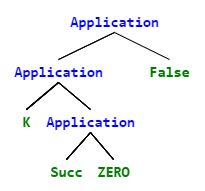 Application
Application False
K Application
Succ ZERO